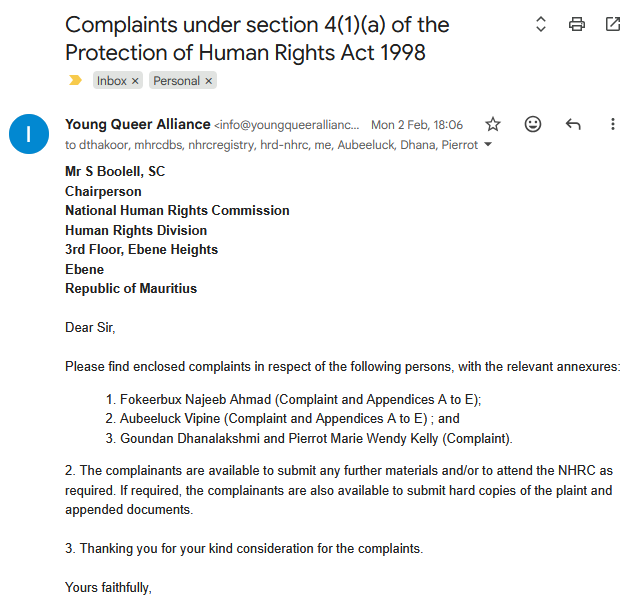 Complaints under section 4(1)(a) of the
Protection of Human Rights Act 1998
Inbox × Personal ×
I
Young Queer Alliance <info@youngqueerallianc... Mon 2 Feb, 18:06
to dthakoor, mhrcdbs, nhrcregistry, hrd-nhrc, me, Aubeeluck, Dhana, Pierrot
Mr S Boolell, SC
Chairperson
National Human Rights Commission
Human Rights Division
3rd Floor, Ebene Heights
Ebene
Republic of Mauritius
Dear Sir,
Please find enclosed complaints in respect of the following persons, with the relevant annexures:
1. Fokeerbux Najeeb Ahmad (Complaint and Appendices A to E);
2. Aubeeluck Vipine (Complaint and Appendices A to E) ; and
3. Goundan Dhanalakshmi and Pierrot Marie Wendy Kelly (Complaint).
2. The complainants are available to submit any further materials and/or to attend the NHRC as
required. If required, the complainants are also available to submit hard copies of the plaint and
appended documents.
3. Thanking you for your kind consideration for the complaints.
Yours faithfully,